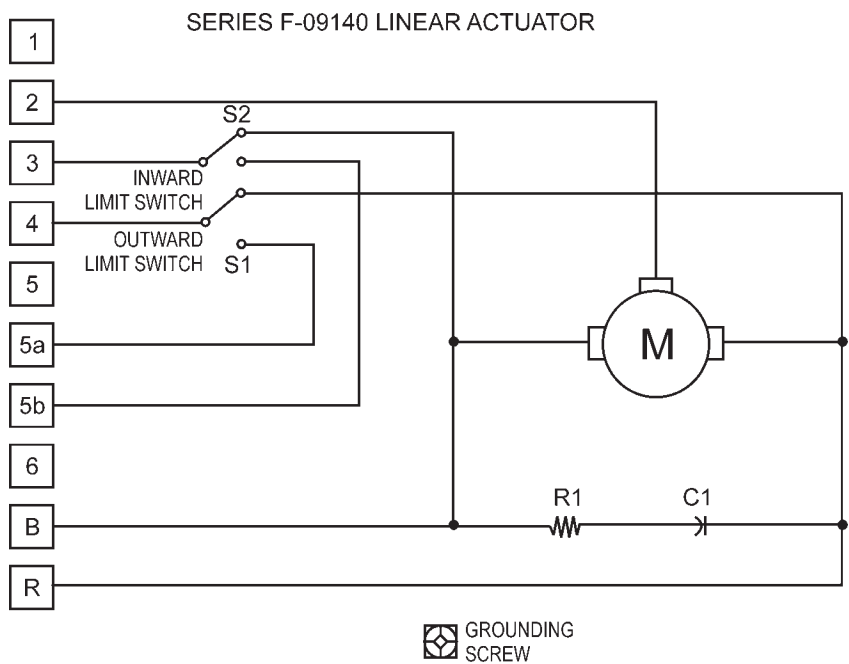 SERIES F-09140 LINEAR ACTUATOR
1
2
S2
3
INWARD
LIMIT SWITCH
4
OUTWARD
LIMIT SWITCH
S1
5
5a
M
5b
6
R1
C1
B
R
GROUNDING
SCREW